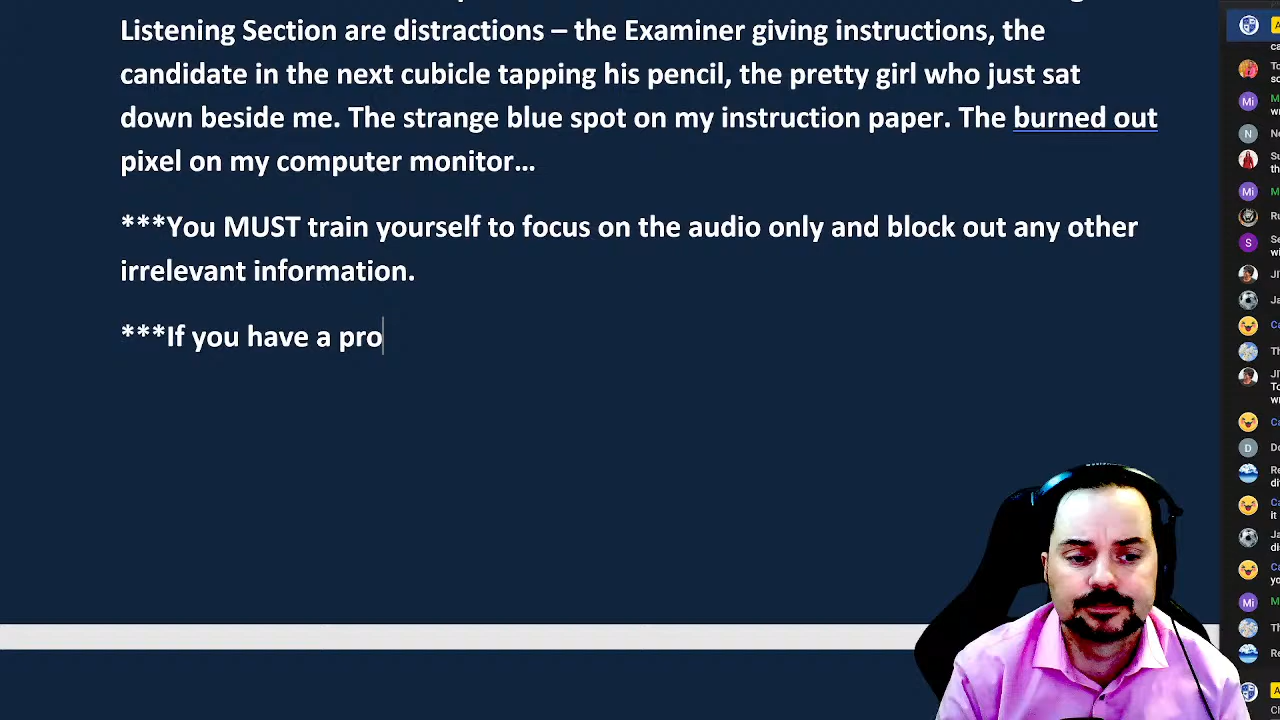 Listening Section are distractions – the Examiner giving instructions, the
candidate in the next cubicle tapping his pencil, the pretty girl who just sat
down beside me. The strange blue spot on my instruction paper. The burned out
pixel on my computer monitor…
***You MUST train yourself to focus on the audio only and block out any other
irrelevant information.
***If you have a pro